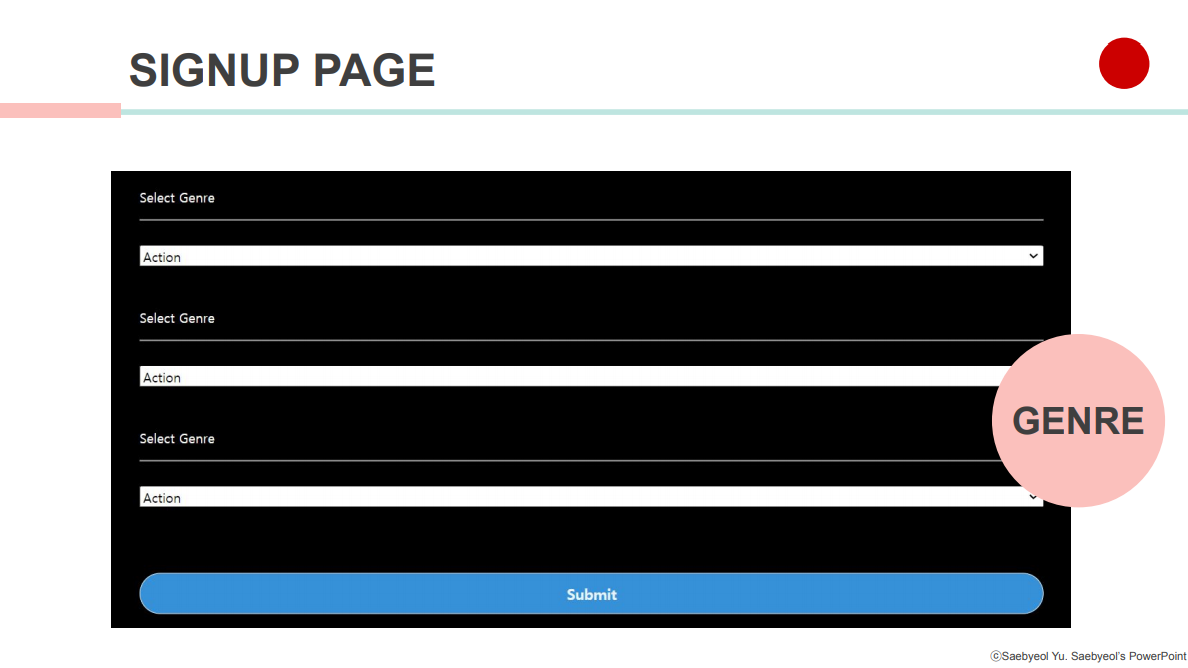 SIGNUP PAGE
Select Genre
Action
Select Genre
Action
GENRE
Select Genre
Action
Submit
ⓒSaebyeol Yu. Saebyeol’s PowerPoint